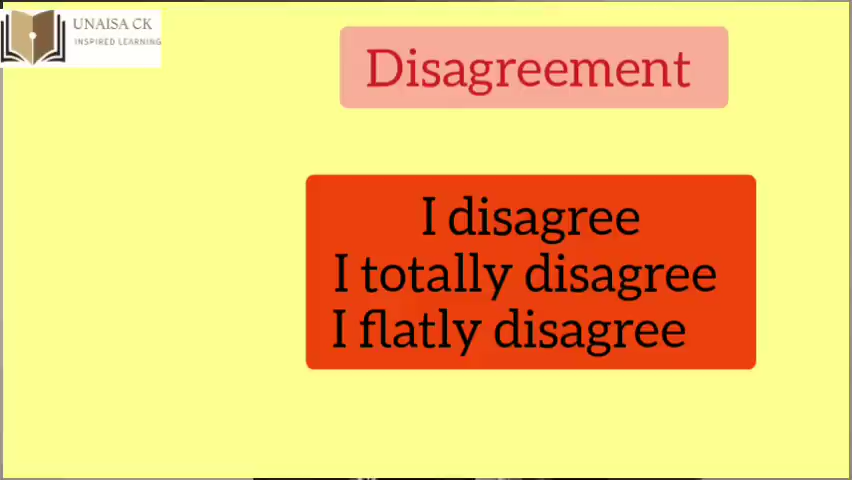 UNAISA CK
INSPIRED LEARNING
Disagreement
I disagree
I totally disagree
I flatly disagree